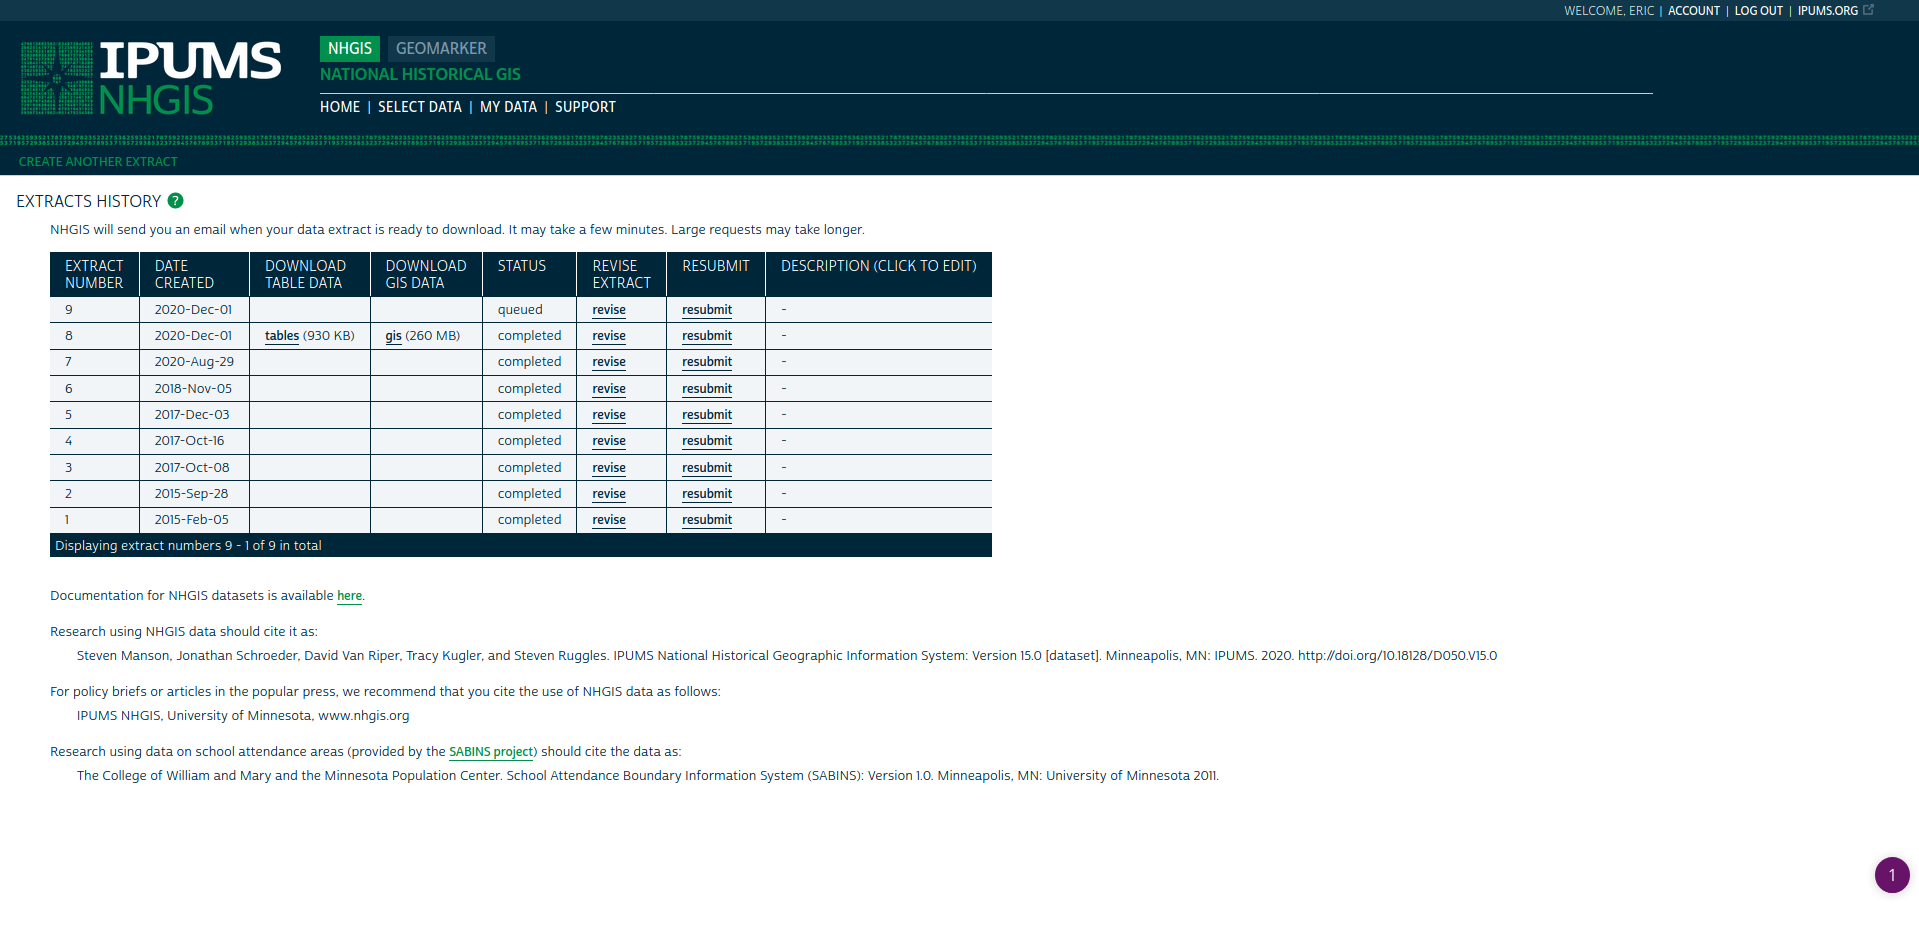 WELCOME, ERIC | ACCOUNT | LOG OUT | IPUMS.ORG
IPUMS
NHGIS
NHGIS GEOMARKER
NATIONAL HISTORICAL GIS
HOME | SELECT DATA | MY DATA | SUPPORT
CREATE ANOTHER EXTRACT
EXTRACTS HISTORY ?
NHGIS will send you an email when your data extract is ready to download. It may take a few minutes. Large requests may take longer.
EXTRACT NUMBER DATE CREATED DOWNLOAD TABLE DATA DOWNLOAD GIS DATA STATUS REVISE EXTRACT RESUBMIT DESCRIPTION (CLICK TO EDIT)
9 2020-Dec-01 queued revise resubmit -
8 2020-Dec-01 tables (930 KB) gis (260 MB) completed revise resubmit -
7 2020-Aug-29 completed revise resubmit -
6 2018-Nov-05 completed revise resubmit -
5 2017-Dec-03 completed revise resubmit -
4 2017-Oct-16 completed revise resubmit -
3 2017-Oct-08 completed revise resubmit -
2 2015-Sep-28 completed revise resubmit -
1 2015-Feb-05 completed revise resubmit -
Displaying extract numbers 9 - 1 of 9 in total
Documentation for NHGIS datasets is available here.
Research using NHGIS data should cite it as:
Steven Manson, Jonathan Schroeder, David Van Riper, Tracy Kugler, and Steven Ruggles. IPUMS National Historical Geographic Information System: Version 15.0 [dataset]. Minneapolis, MN: IPUMS. 2020. http://doi.org/10.18128/D050.V15.0
For policy briefs or articles in the popular press, we recommend that you cite the use of NHGIS data as follows:
IPUMS NHGIS, University of Minnesota, www.nhgis.org
Research using data on school attendance areas (provided by the SABINS project) should cite the data as:
The College of William and Mary and the Minnesota Population Center. School Attendance Boundary Information System (SABINS): Version 1.0. Minneapolis, MN: University of Minnesota 2011.
1